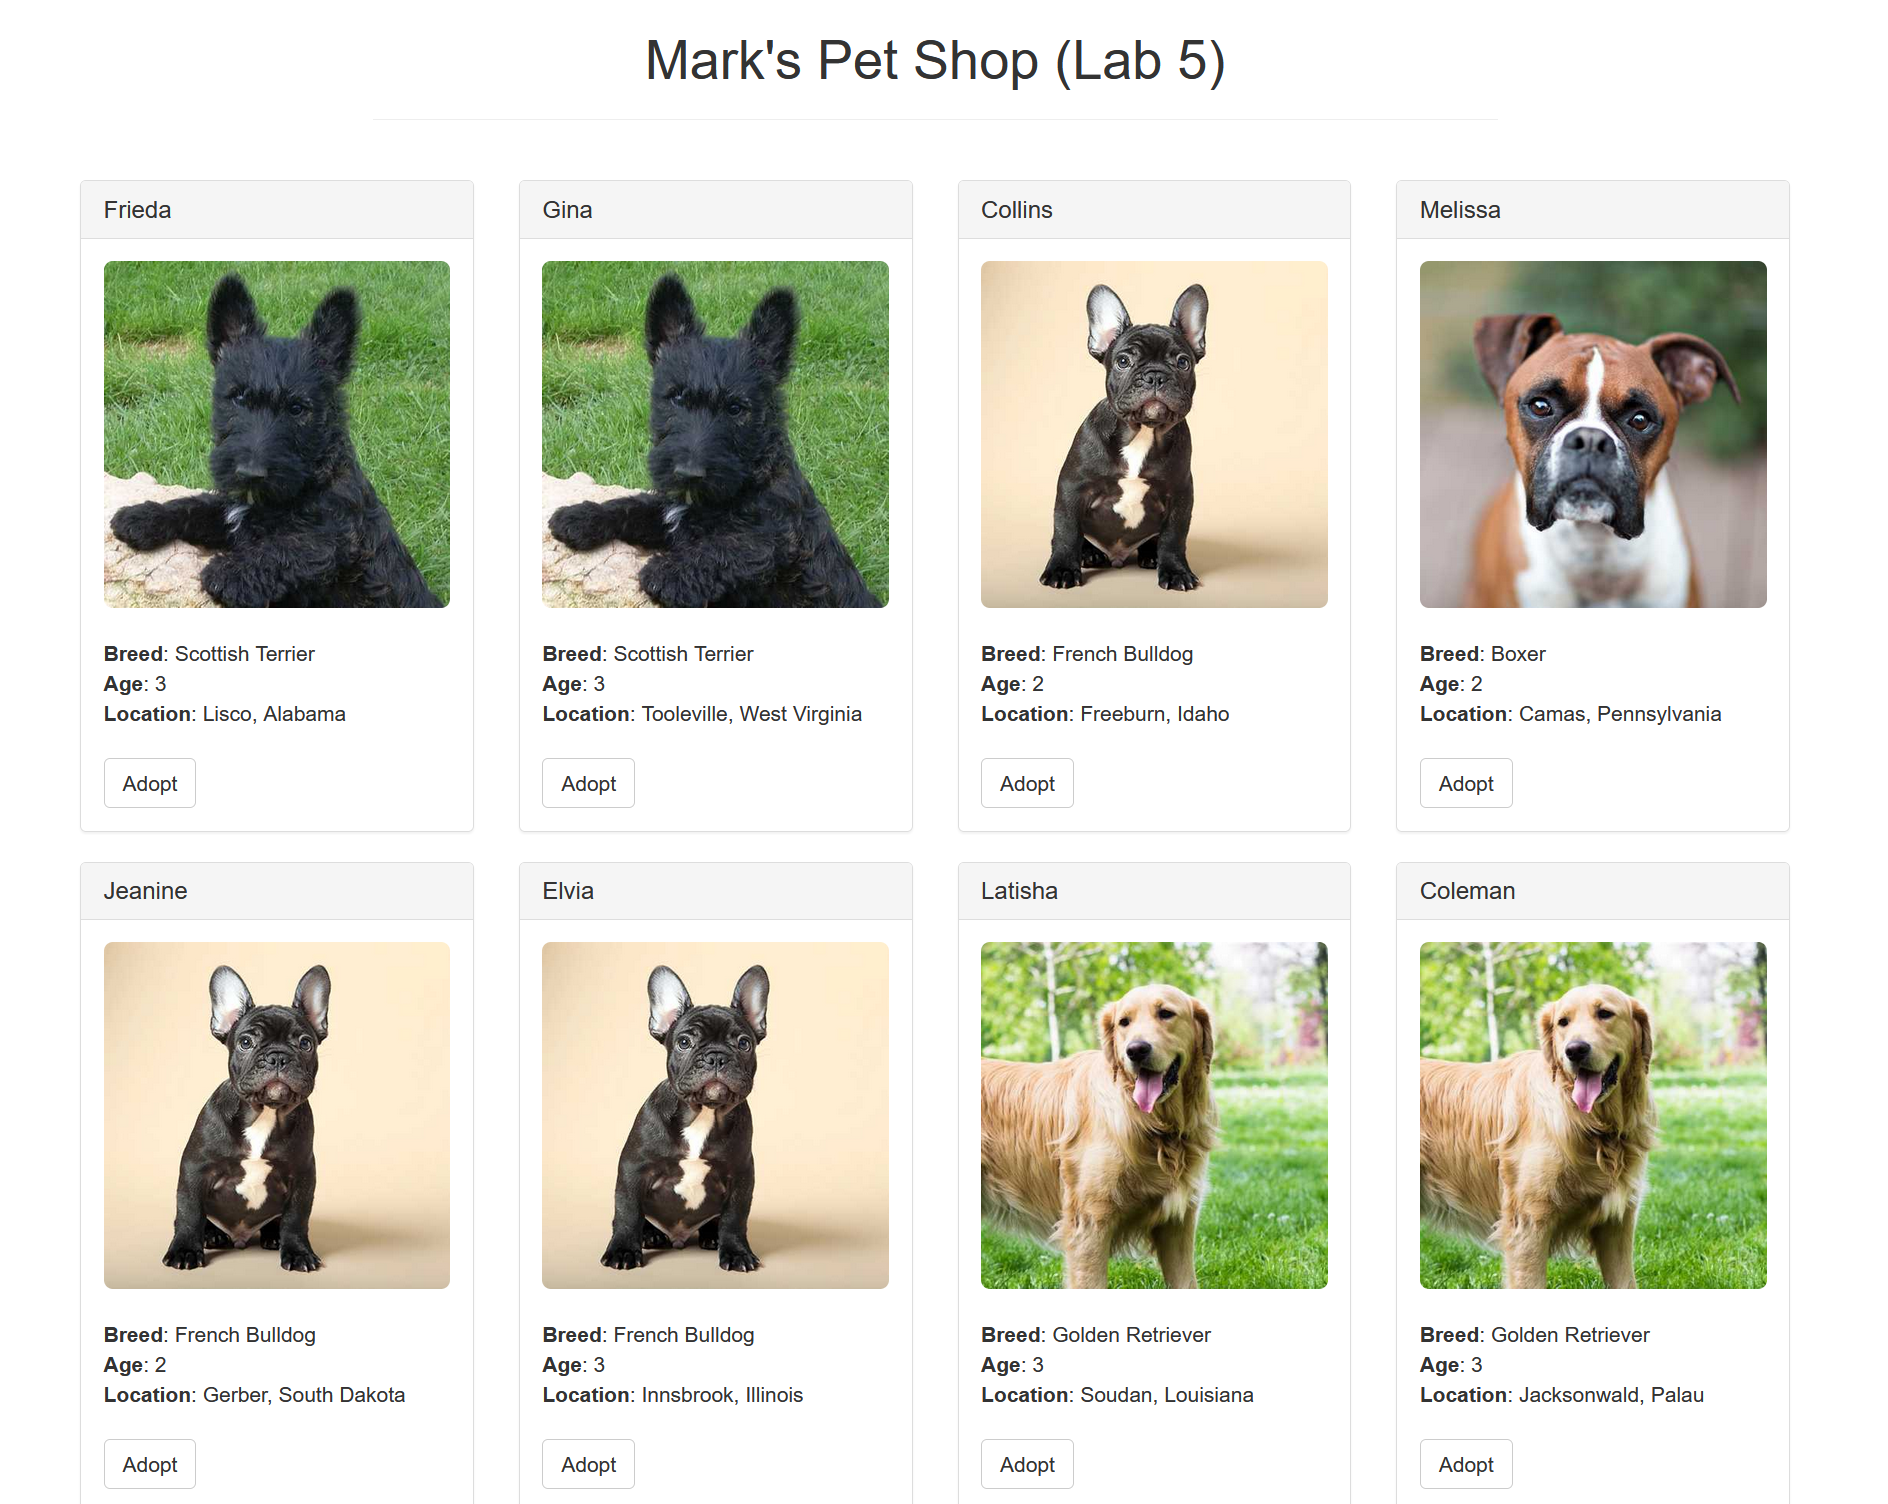 Mark's Pet Shop (Lab 5)
Frieda
Breed: Scottish Terrier
Age: 3
Location: Lisco, Alabama
Adopt
Gina
Breed: Scottish Terrier
Age: 3
Location: Tooleville, West Virginia
Adopt
Collins
Breed: French Bulldog
Age: 2
Location: Freeburn, Idaho
Adopt
Melissa
Breed: Boxer
Age: 2
Location: Camas, Pennsylvania
Adopt
Jeanine
Breed: French Bulldog
Age: 2
Location: Gerber, South Dakota
Adopt
Elvia
Breed: French Bulldog
Age: 3
Location: Innsbrook, Illinois
Adopt
Latisha
Breed: Golden Retriever
Age: 3
Location: Soudan, Louisiana
Adopt
Coleman
Breed: Golden Retriever
Age: 3
Location: Jacksonwald, Palau
Adopt